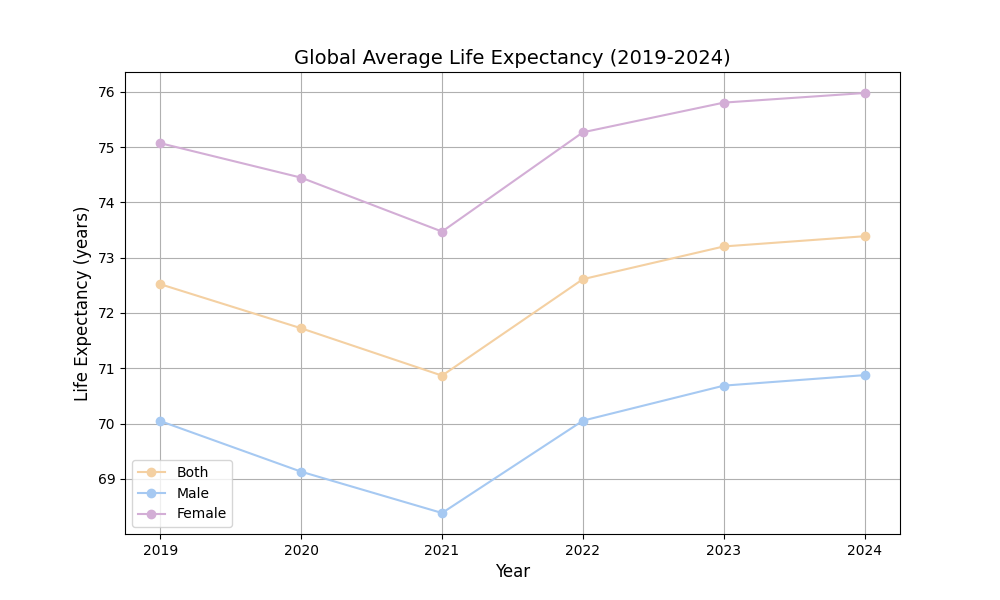 Global Average Life Expectancy (2019-2024)
Life Expectancy (years)
76
75
74
73
72
71
70
69
Both
Male
Female
2019 2020 2021 2022 2023 2024
Year